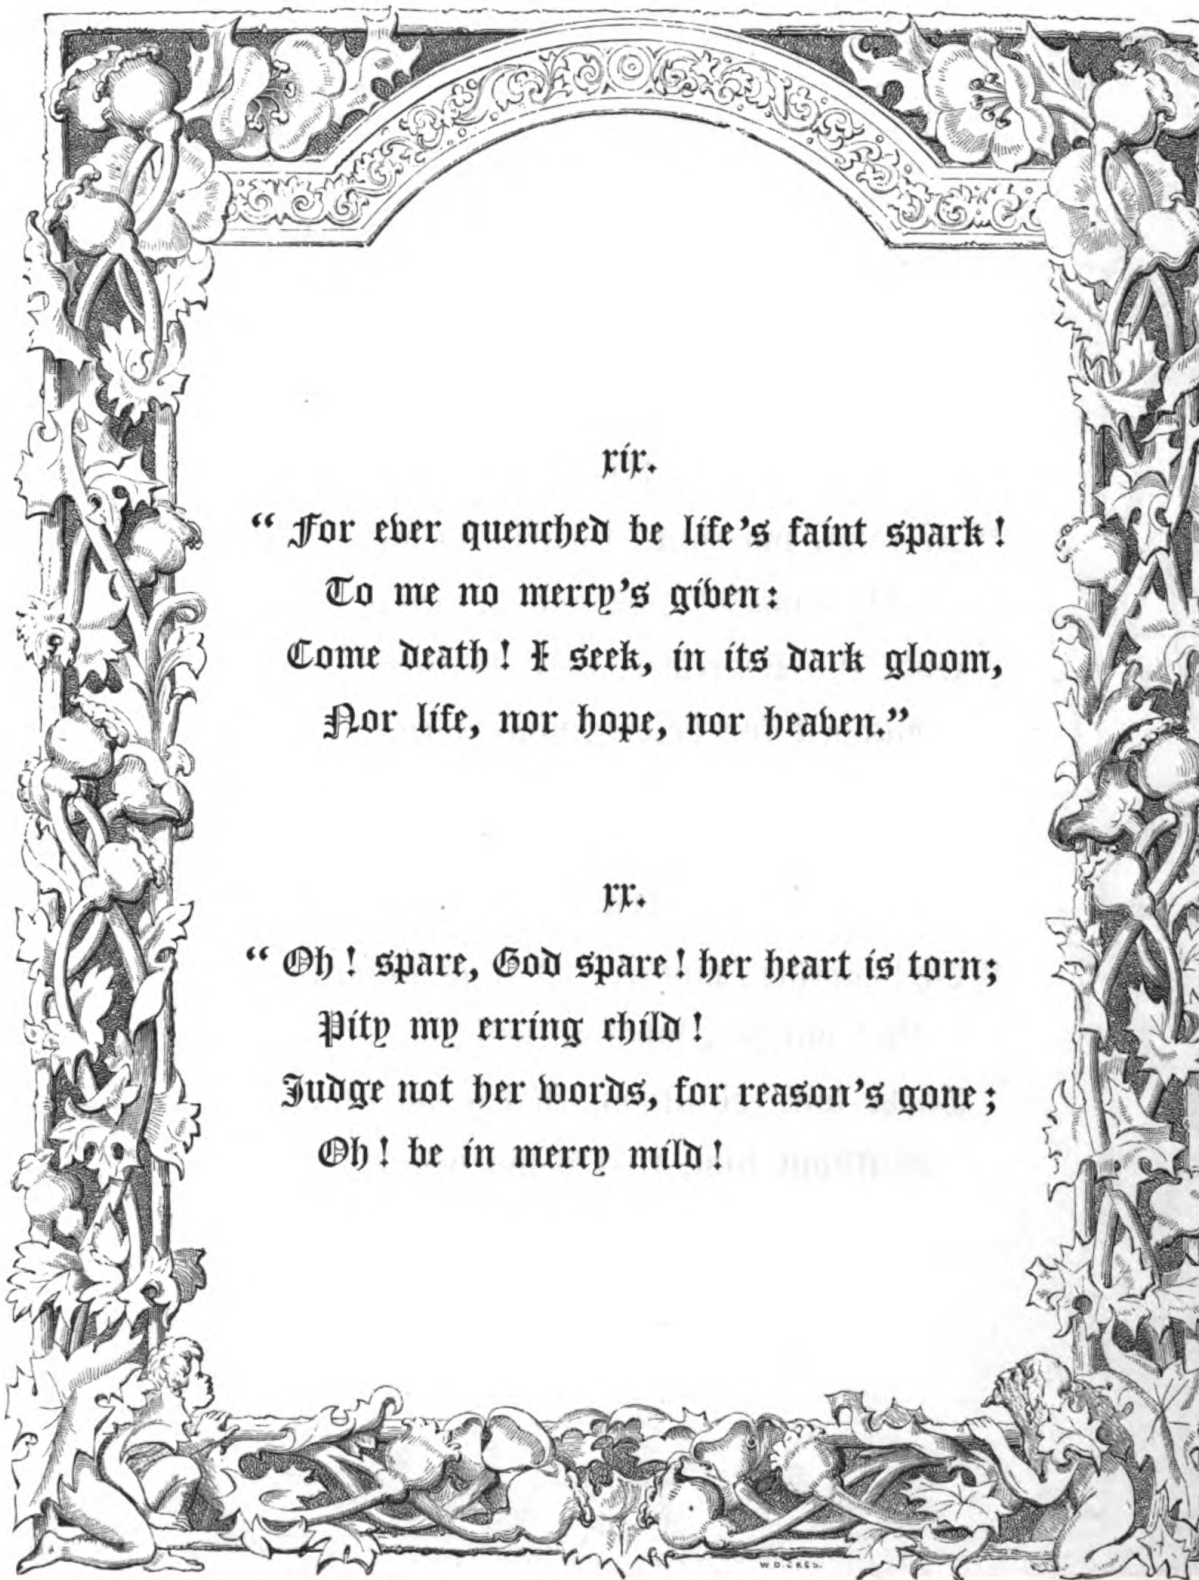 xix.
“ For ever quenched be life’s faint spark!
To me no mercy’s given:
Come death! I seek, in its dark gloom,
Nor life, nor hope, nor heaven.”
xx.
“ Oh! spare, God spare! her heart is torn;
Pity my erring child!
Judge not her words, for reason’s gone;
Oh! be in mercy mild!